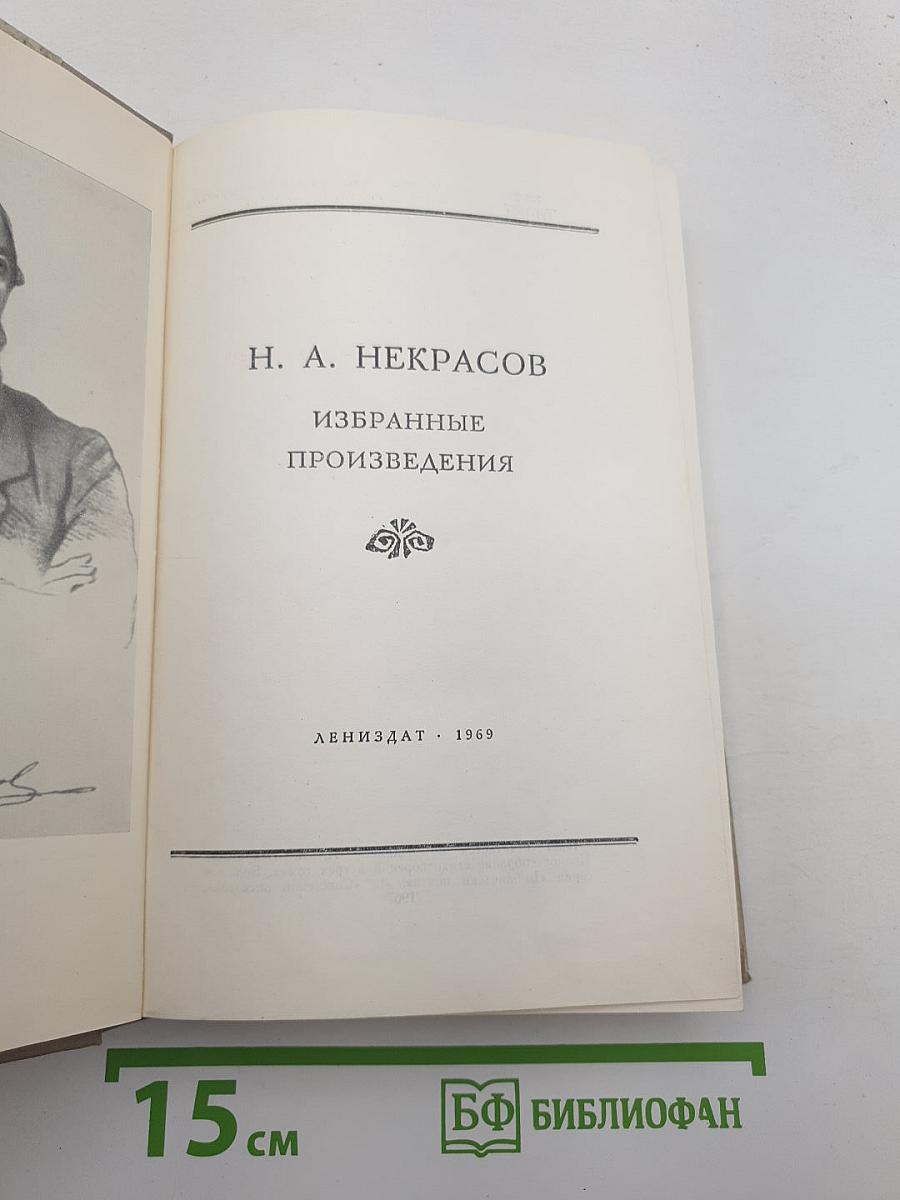 Н. А. НЕКРАСОВ
ИЗБРАННЫЕ
ПРОИЗВЕДЕНИЯ
ЛЕНИЗДАТ · 1969
15 см
БФ БИБЛИОФАН